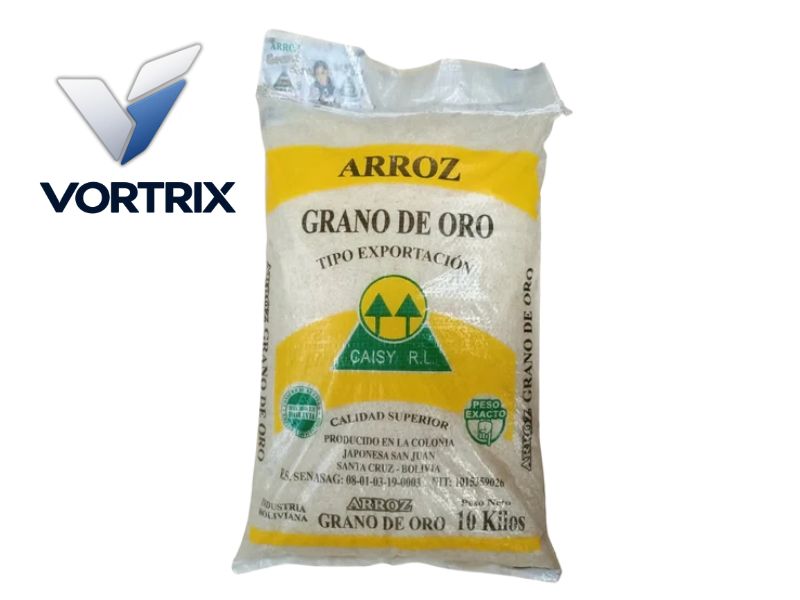 VORTRIX
ARROZ
ARROZ
GRANO DE ORO
TIPO EXPORTACIÓN
CAISY R.L.
PESO
EXACTO
CALIDAD SUPERIOR
PRODUCIDO EN LA COLONIA
JAPONESA SAN JUAN
SANTA CRUZ - BOLIVIA
SENASAG: 08-01-03-19-0003 NIT: 1015359026
INDUSTRIA
BOLIVIANA
ARROZ
GRANO DE ORO
Peso Neto
10 Kilos
GRANO DE ORO
ARROZ GRANO DE ORO